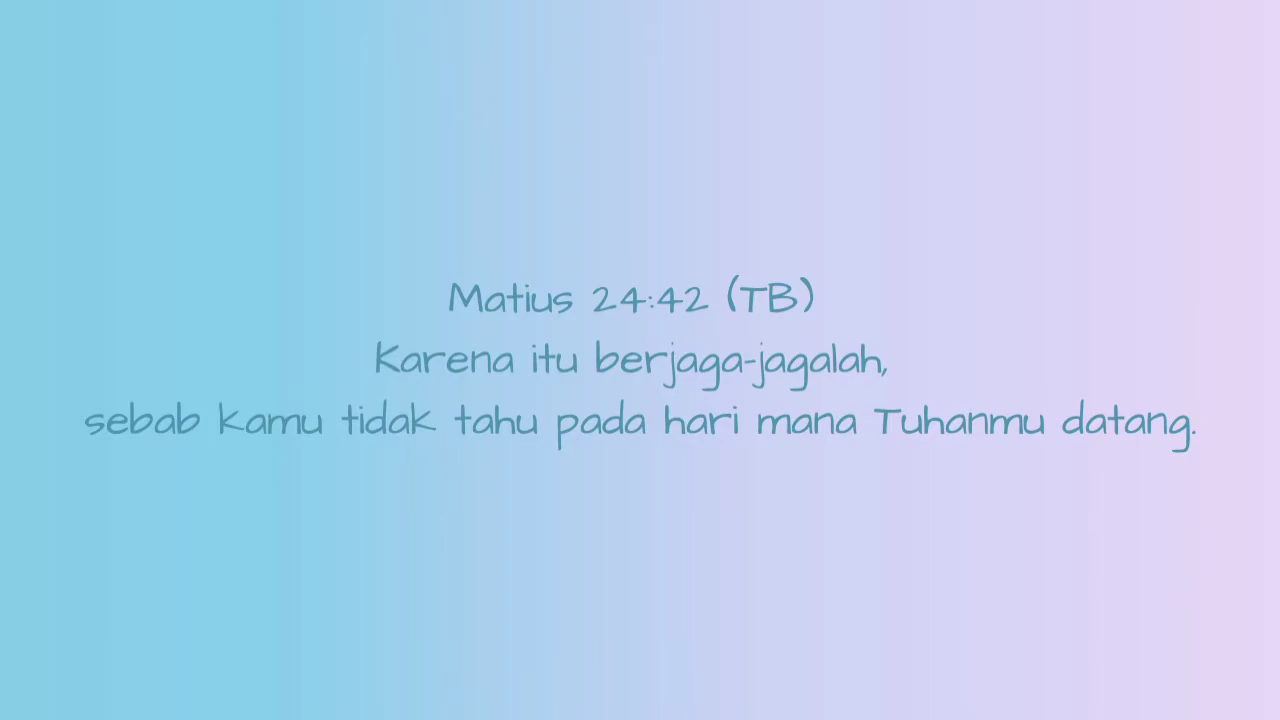 Matius 24:42 (TB)
Karena itu berjaga-jagalah,
sebab kamu tidak tahu pada hari mana Tuhanmu datang.